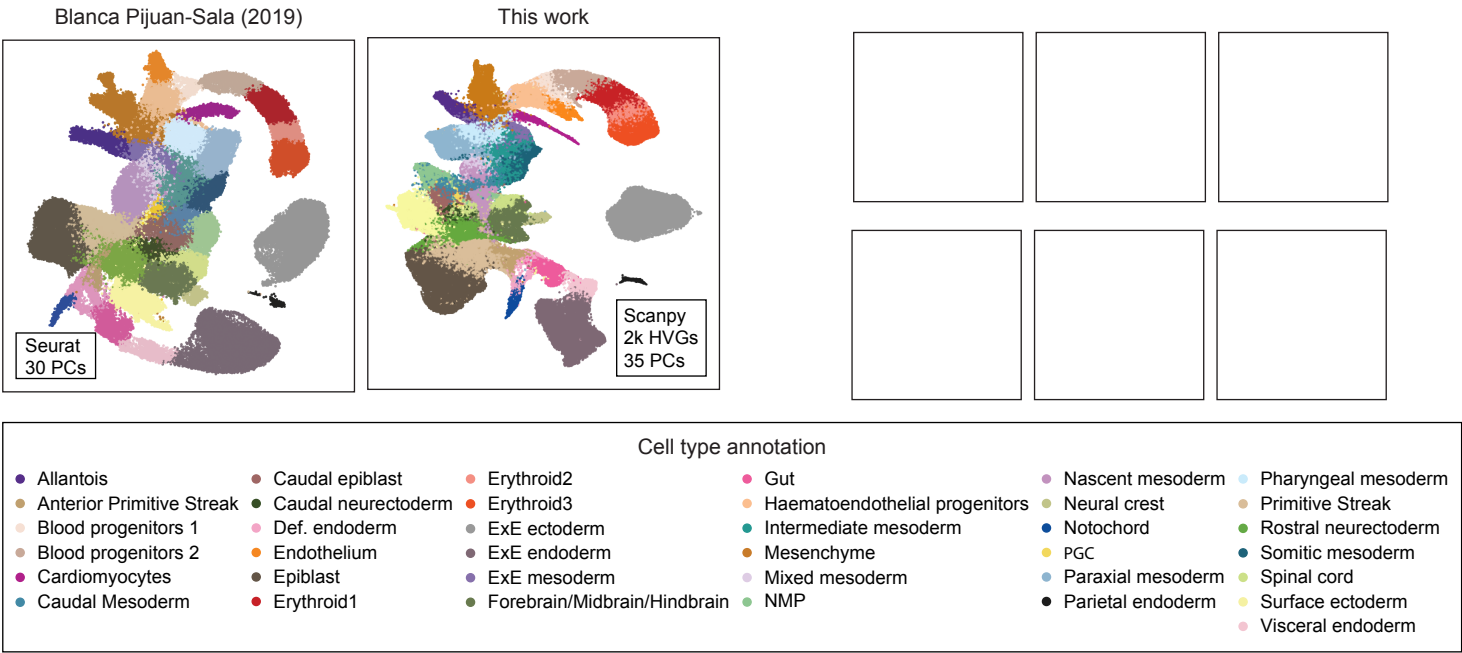 Blanca Pijuan-Sala (2019)
This work
Seurat
30 PCs
Scanpy
2k HVGs
35 PCs
Cell type annotation
Allantois
Anterior Primitive Streak
Blood progenitors 1
Blood progenitors 2
Cardiomyocytes
Caudal Mesoderm
Caudal epiblast
Caudal neurectoderm
Def. endoderm
Endothelium
Epiblast
Erythroid1
Erythroid2
Erythroid3
ExE ectoderm
ExE endoderm
ExE mesoderm
Forebrain/Midbrain/Hindbrain
Gut
Haematoendothelial progenitors
Intermediate mesoderm
Mesenchyme
Mixed mesoderm
NMP
Nascent mesoderm
Neural crest
Notochord
PGC
Paraxial mesoderm
Parietal endoderm
Pharyngeal mesoderm
Primitive Streak
Rostral neurectoderm
Somitic mesoderm
Spinal cord
Surface ectoderm
Visceral endoderm